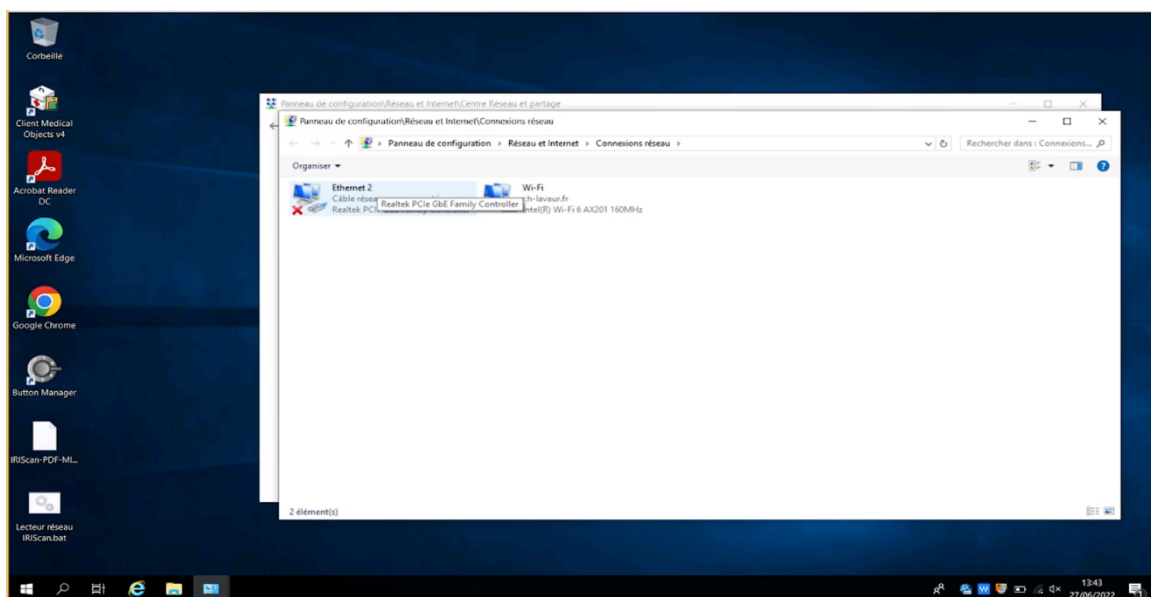 Corbeille
Client Medical
Objects v4
Acrobat Reader
DC
Microsoft Edge
Google Chrome
Button Manager
IRIScan-PDF-MI...
Lecteur réseau
IRIScan.bat
Panneau de configuration\Réseau et Internet\Centre Réseau et partage
Panneau de configuration\Réseau et Internet\Connexions réseau
Panneau de configuration > Réseau et Internet > Connexions réseau >
Rechercher dans : Connexions...
Organiser
Ethernet 2
Câble résea
Realtek PCIe GbE Family Controller
Realtek PCI
Wi-Fi
ch-lavaur.fr
Intel(R) Wi-Fi 6 AX201 160MHz
2 élément(s)
13:43
27/06/2022